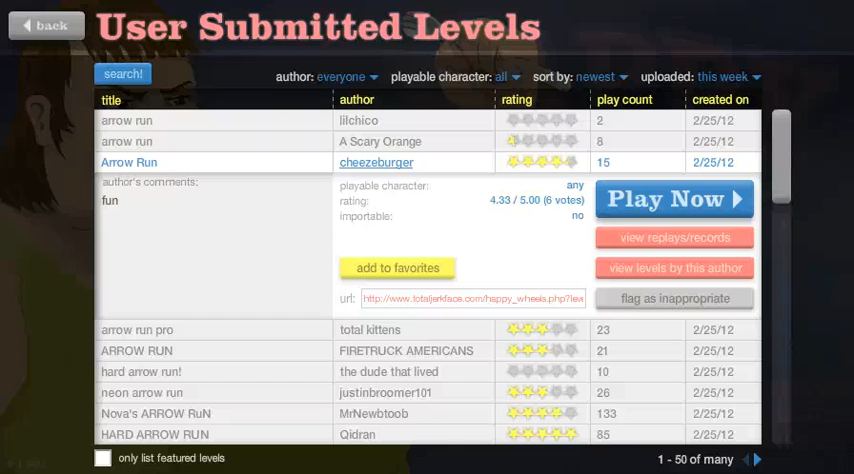 back
User Submitted Levels
search!
author: everyone playable character: all sort by: newest uploaded: this week
title author rating play count created on
arrow run lilchico 2 2/25/12
arrow run A Scary Orange 8 2/25/12
Arrow Run cheezeburger 15 2/25/12
author's comments:
fun
playable character: any
rating: 4.33 / 5.00 (6 votes)
importable: no
Play Now
view replays/records
add to favorites
view levels by this author
url: http://www.totaljerkface.com/happy_wheels.php?leve
flag as inappropriate
arrow run pro total kittens 23 2/25/12
ARROW RUN FIRETRUCK AMERICANS 21 2/25/12
hard arrow run! the dude that lived 10 2/25/12
neon arrow run justinbroomer101 26 2/25/12
Nova's ARROW RuN MrNewbtoob 133 2/25/12
HARD ARROW RUN Qidran 85 2/25/12
only list featured levels
1 - 50 of many